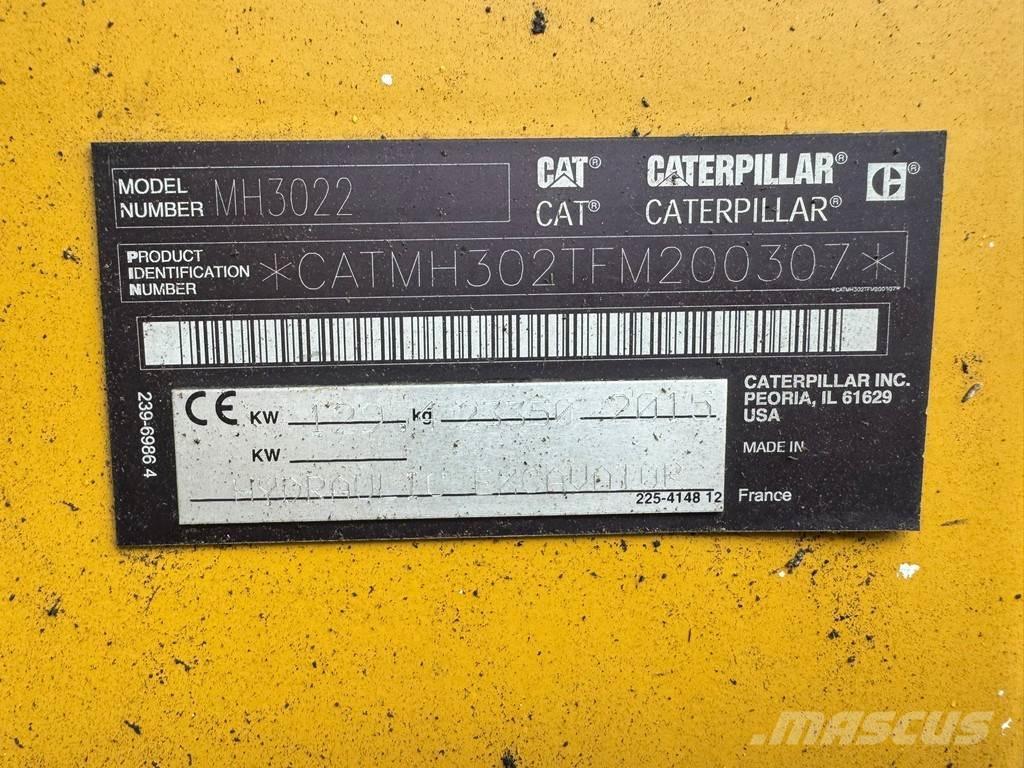 MODEL
NUMBER MH3022
CAT® CATERPILLAR® C®
CAT® CATERPILLAR®
PRODUCT
IDENTIFICATION
NUMBER
*CATMH302TFM200307*
CE KW 129.4 kg 23350 2015
KW
HYDRAULIC EXCAVATOR
225-4148 12
239-6986 4
CATERPILLAR INC.
PEORIA, IL 61629
USA
MADE IN
France
mascus